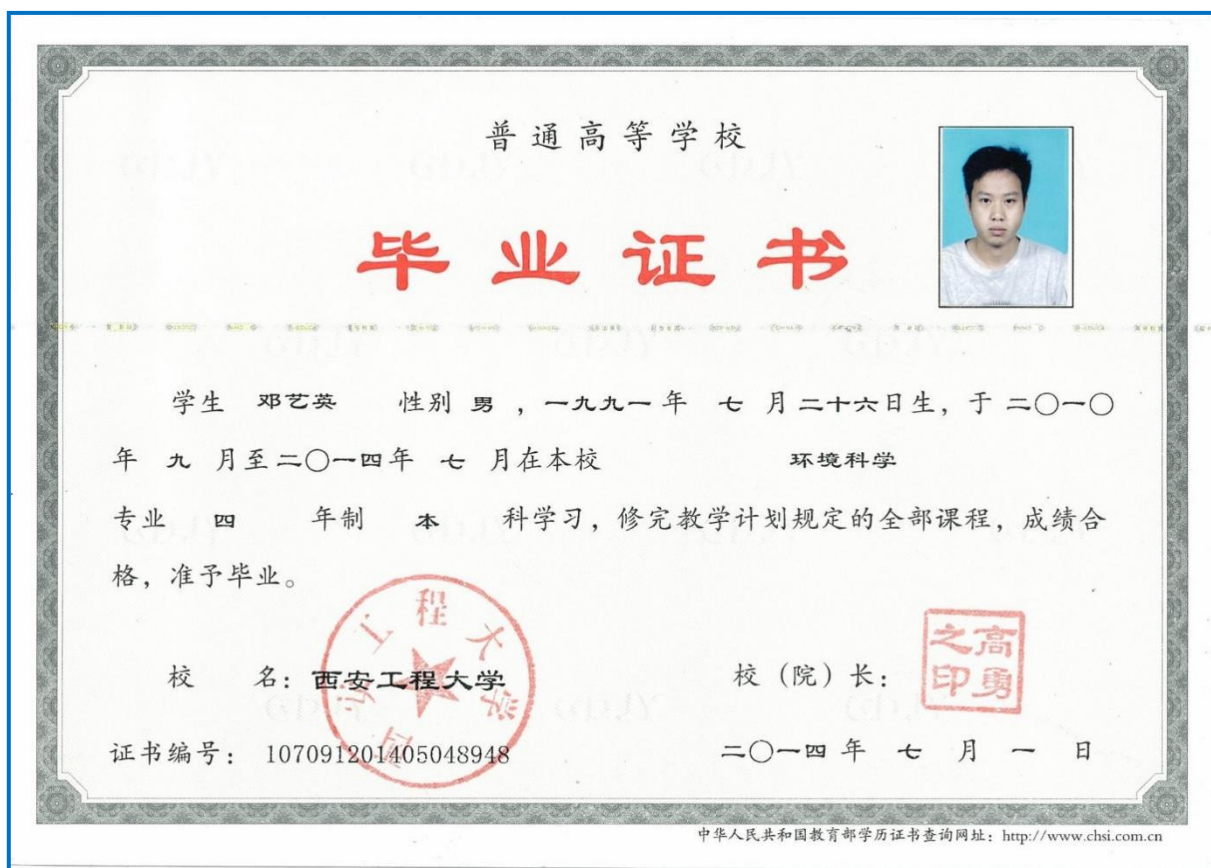 普通高等学校
毕业证书
学生 邓艺英 性别 男 ，一九九一 年 七 月 二十六日生，于 二〇一〇
年 九 月至二〇一四年 七 月在本校 环境科学
专业 四 年制 本 科学习，修完教学计划规定的全部课程，成绩合
格，准予毕业。
西安工程大学
高勇之印
校 名：西安工程大学 校（院）长：
证书编号： 107091201405048948 二〇一四 年 七 月 一 日
中华人民共和国教育部学历证书查询网址：http://www.chsi.com.cn